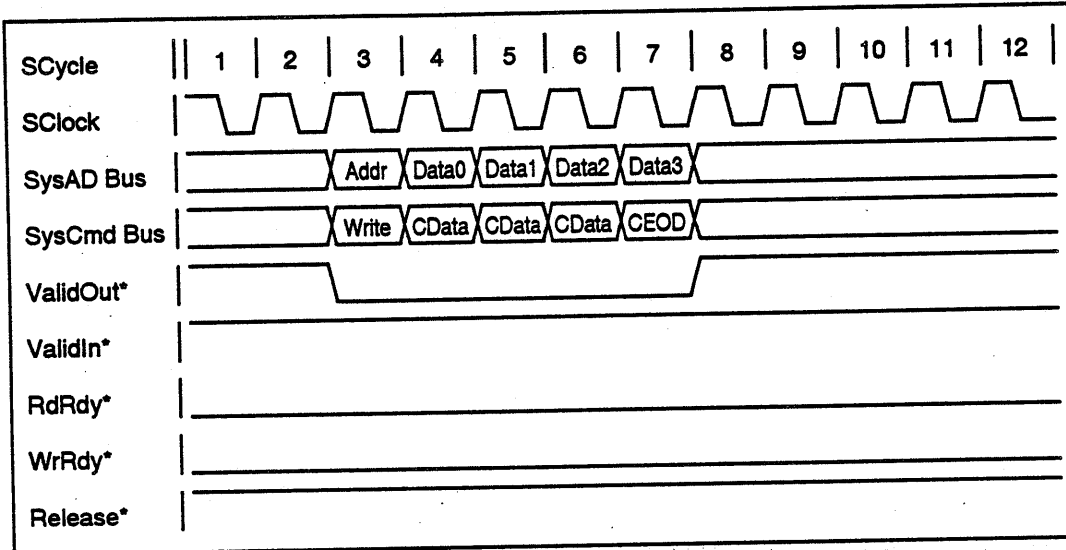 SCycle 1 2 3 4 5 6 7 8 9 10 11 12
SClock
SysAD Bus Addr Data0 Data1 Data2 Data3
SysCmd Bus Write CData CData CData CEOD
ValidOut*
ValidIn*
RdRdy*
WrRdy*
Release*